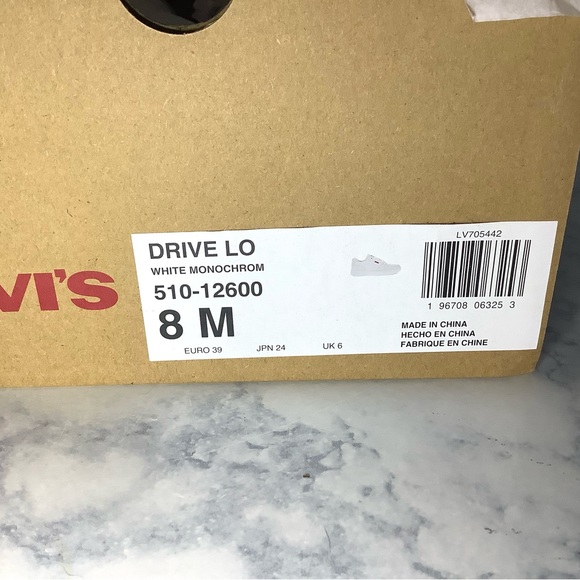 VI'S
DRIVE LO
WHITE MONOCHROM
510-12600
8 M
EURO 39 JPN 24 UK 6
LV705442
1 96708 06325 3
MADE IN CHINA
HECHO EN CHINA
FABRIQUE EN CHINE